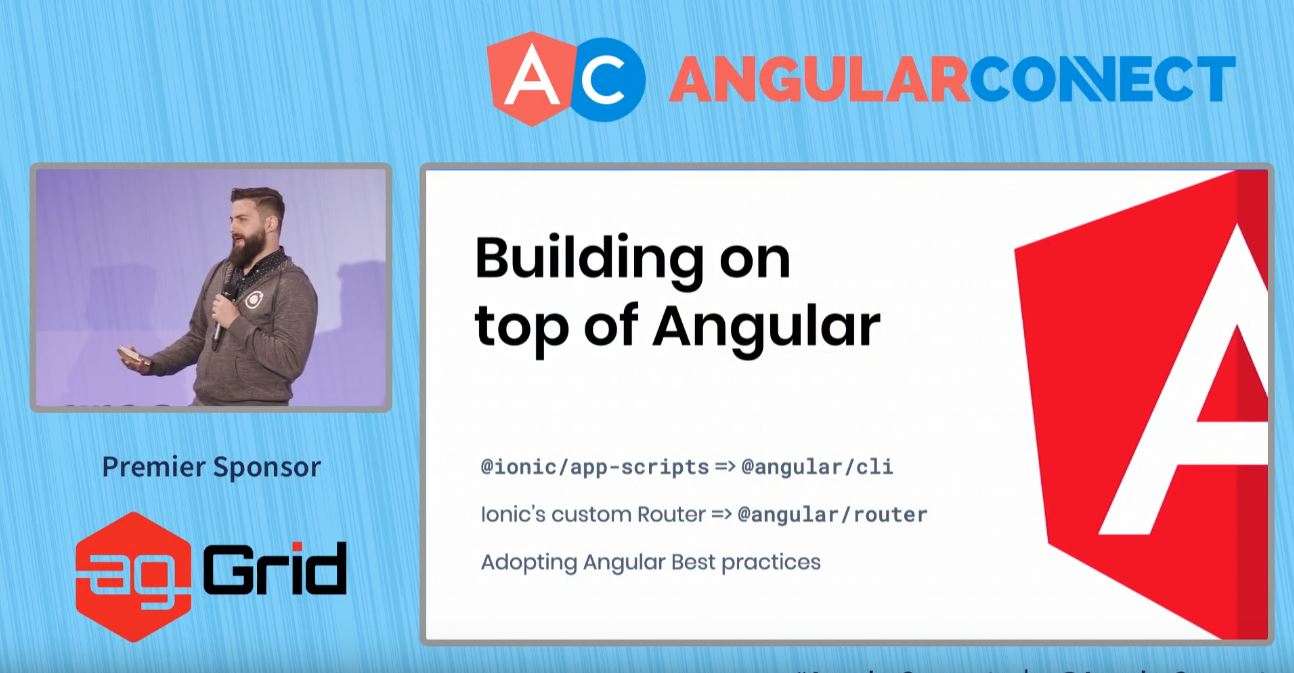 AC ANGULARCONNECT
Building on
top of Angular
@ionic/app-scripts => @angular/cli
Ionic's custom Router => @angular/router
Adopting Angular Best practices
A
Premier Sponsor
ag Grid